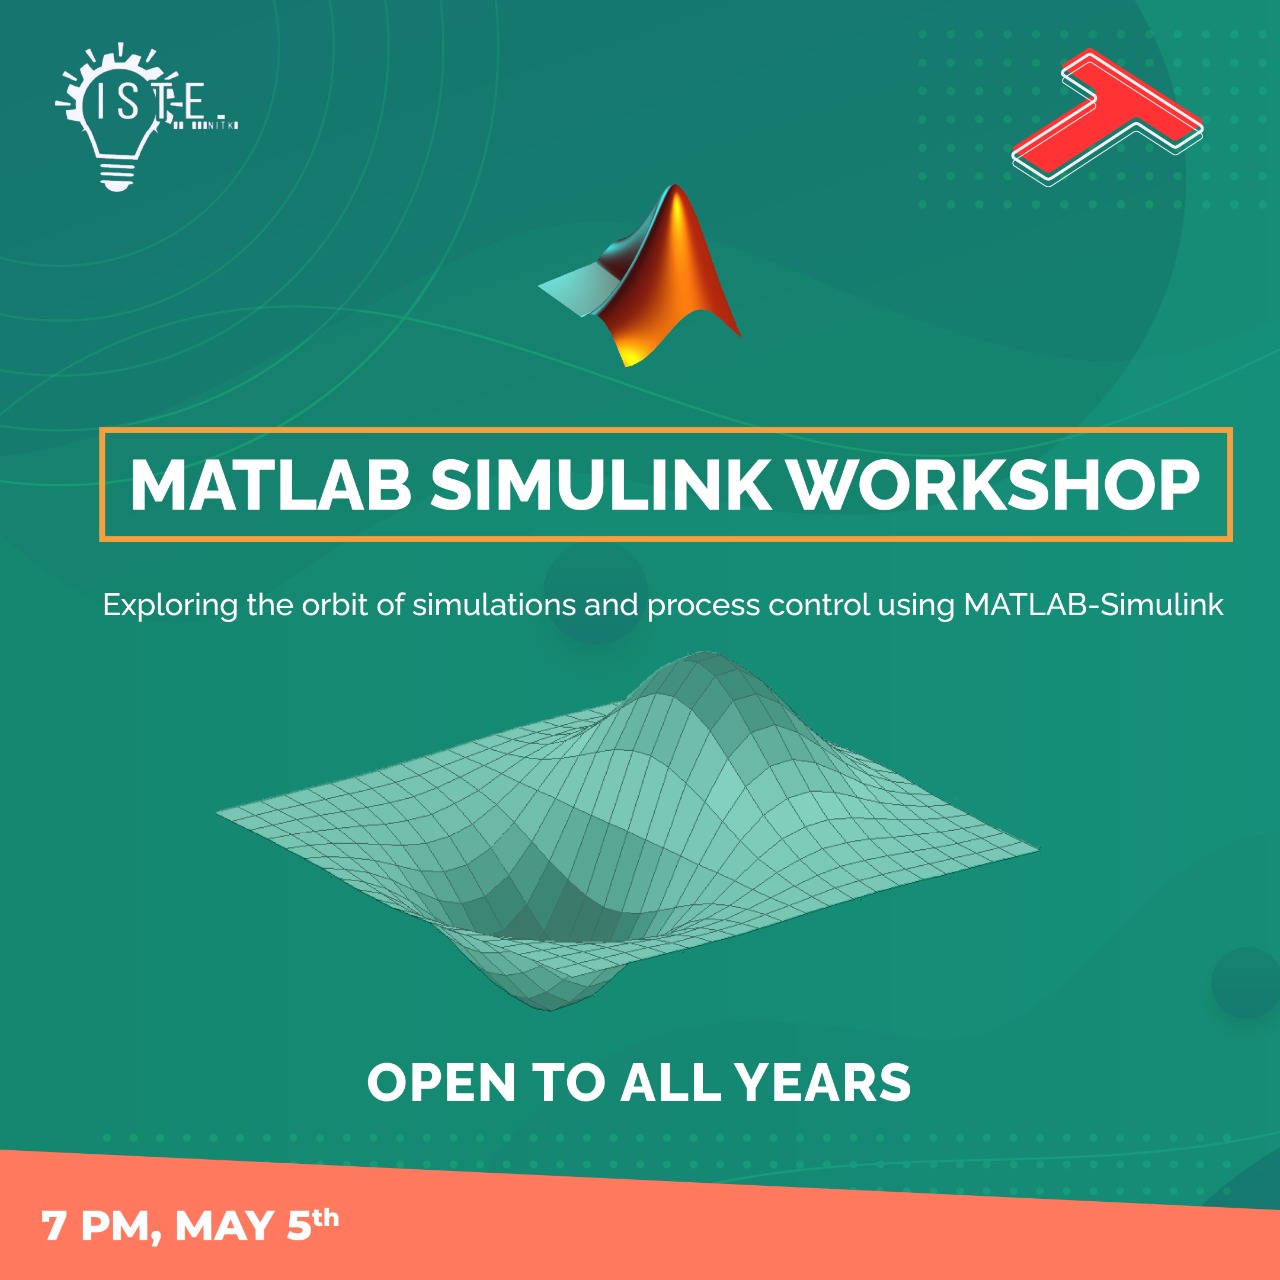 ISTE.
NITK
MATLAB SIMULINK WORKSHOP
Exploring the orbit of simulations and process control using MATLAB-Simulink
OPEN TO ALL YEARS
7 PM, MAY 5th